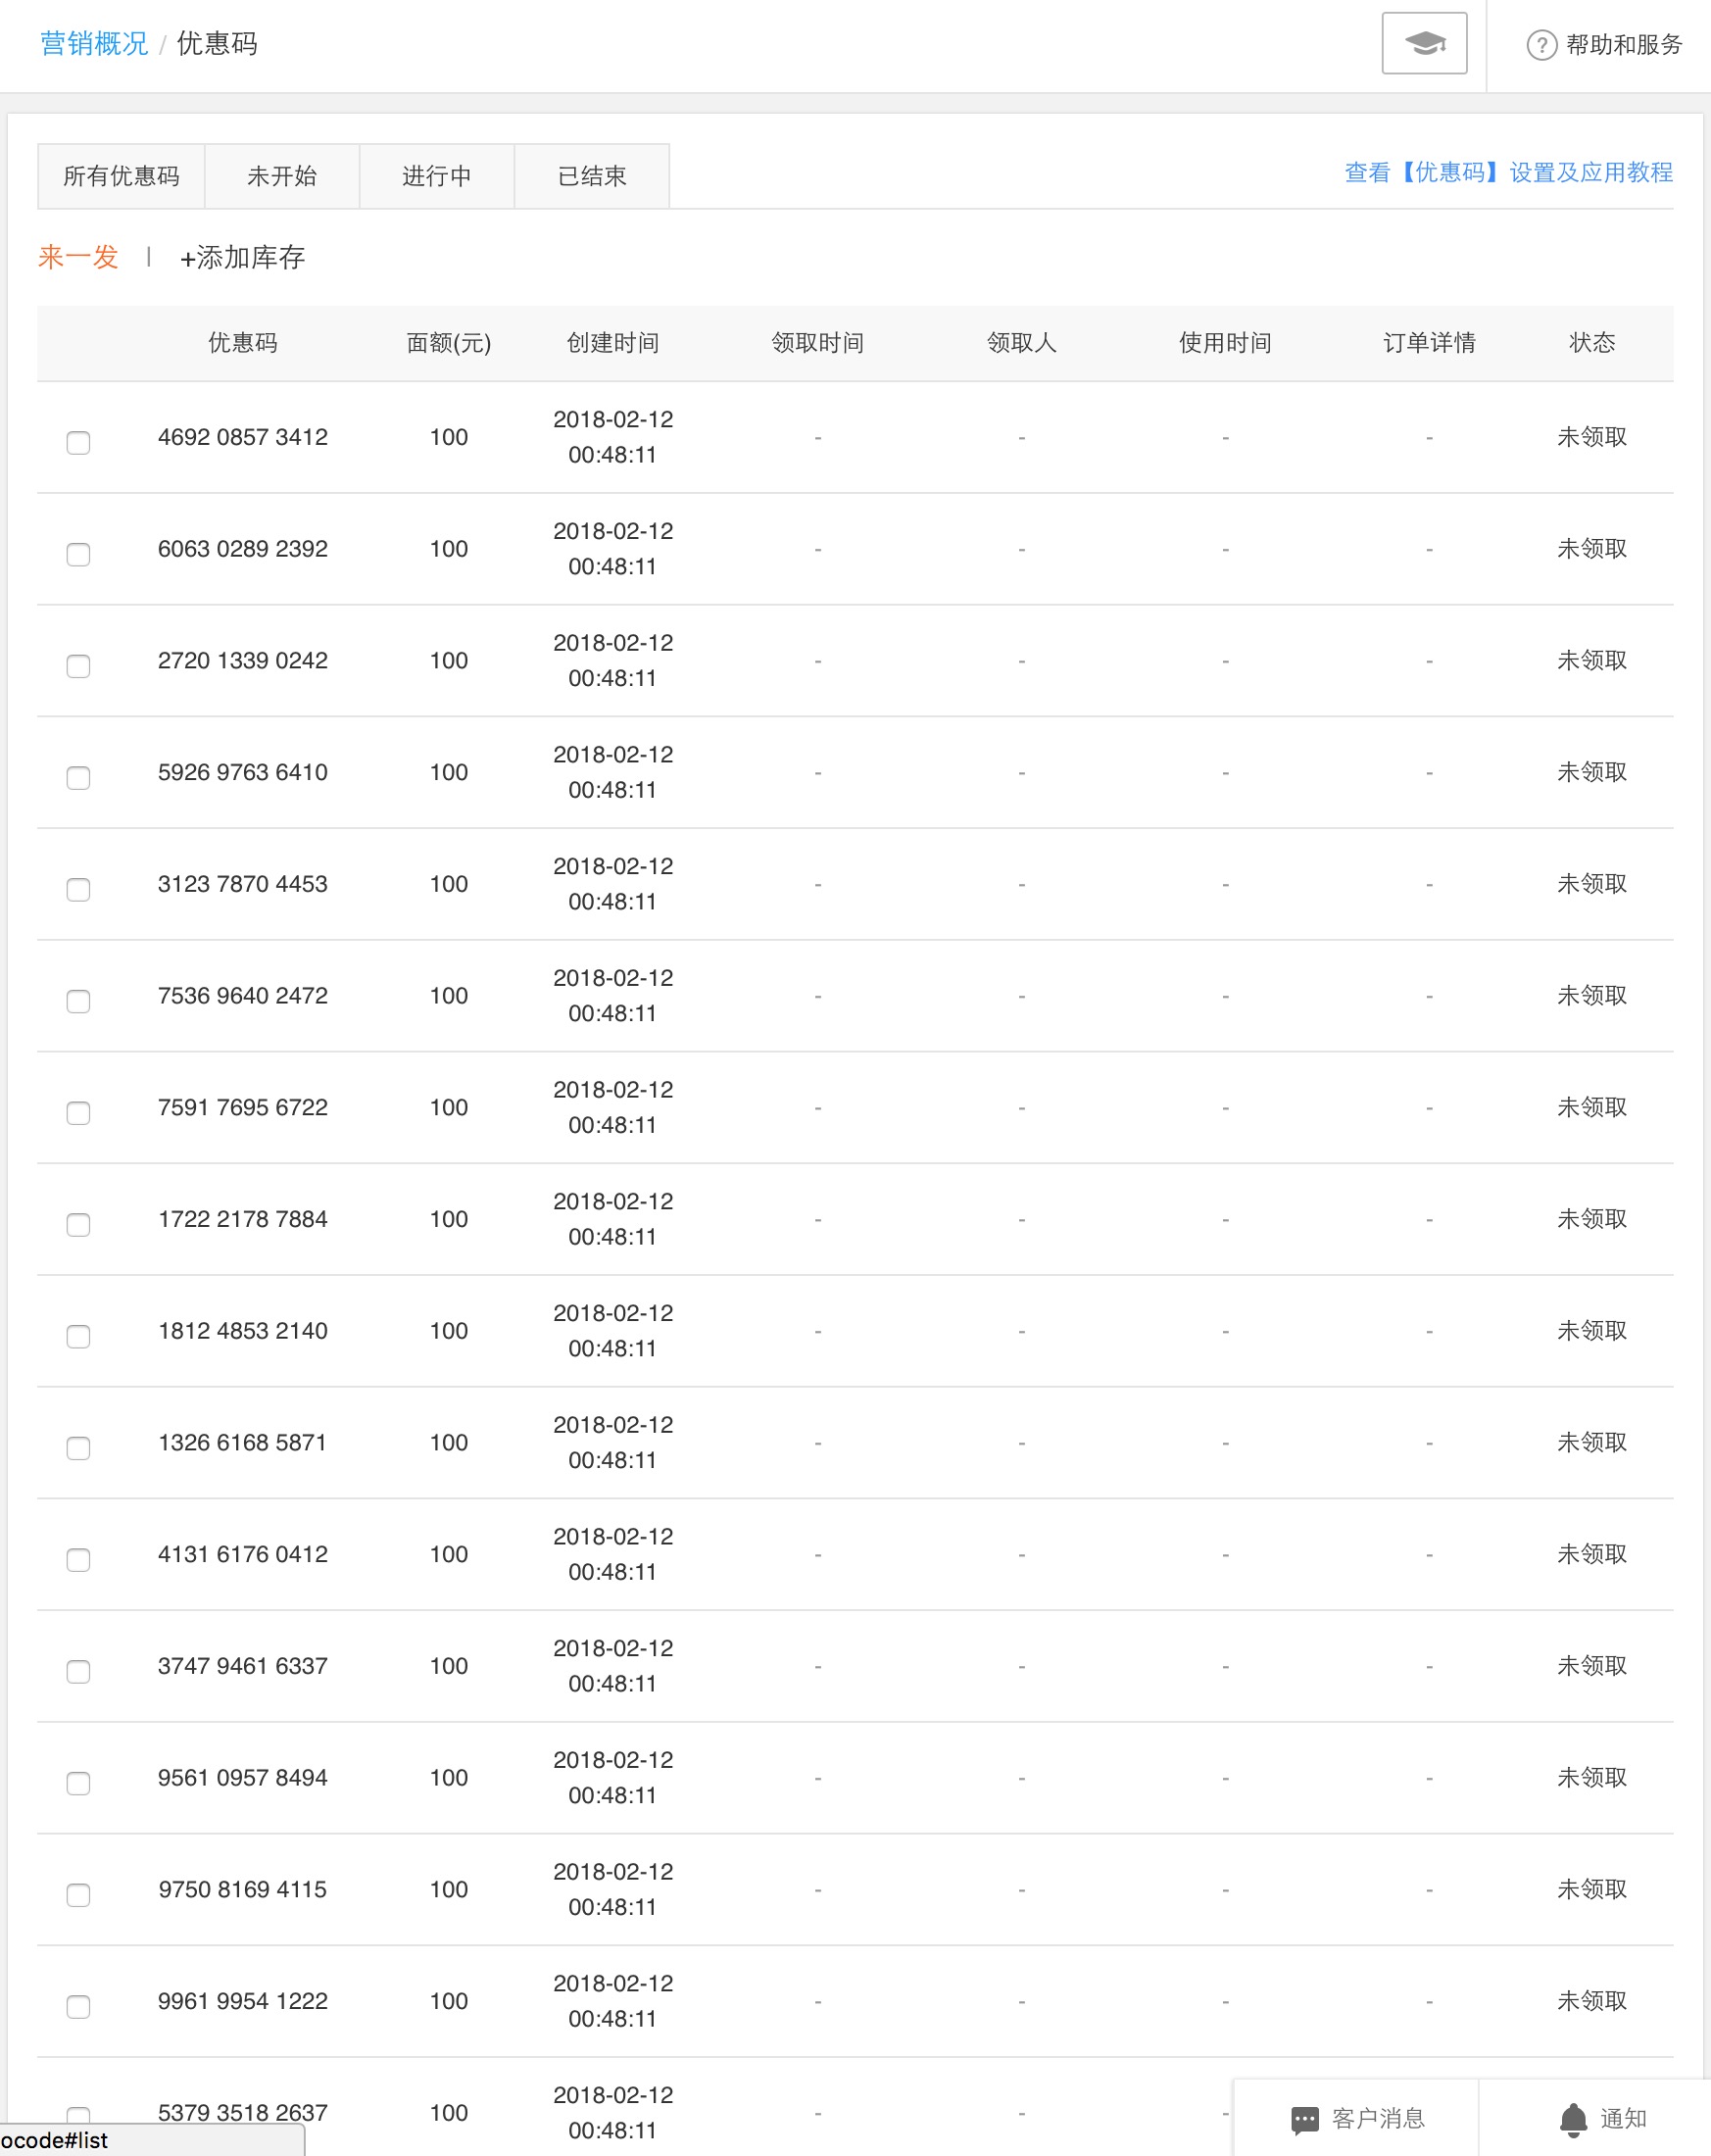 营销概况 / 优惠码
帮助和服务
所有优惠码 未开始 进行中 已结束 查看【优惠码】设置及应用教程
来一发 | +添加库存
优惠码 面额(元) 创建时间 领取时间 领取人 使用时间 订单详情 状态
4692 0857 3412 100 2018-02-12 00:48:11 - - - - 未领取
6063 0289 2392 100 2018-02-12 00:48:11 - - - - 未领取
2720 1339 0242 100 2018-02-12 00:48:11 - - - - 未领取
5926 9763 6410 100 2018-02-12 00:48:11 - - - - 未领取
3123 7870 4453 100 2018-02-12 00:48:11 - - - - 未领取
7536 9640 2472 100 2018-02-12 00:48:11 - - - - 未领取
7591 7695 6722 100 2018-02-12 00:48:11 - - - - 未领取
1722 2178 7884 100 2018-02-12 00:48:11 - - - - 未领取
1812 4853 2140 100 2018-02-12 00:48:11 - - - - 未领取
1326 6168 5871 100 2018-02-12 00:48:11 - - - - 未领取
4131 6176 0412 100 2018-02-12 00:48:11 - - - - 未领取
3747 9461 6337 100 2018-02-12 00:48:11 - - - - 未领取
9561 0957 8494 100 2018-02-12 00:48:11 - - - - 未领取
9750 8169 4115 100 2018-02-12 00:48:11 - - - - 未领取
9961 9954 1222 100 2018-02-12 00:48:11 - - - - 未领取
5379 3518 2637 100 2018-02-12 00:48:11 - - -
客户消息 通知
ocode#list